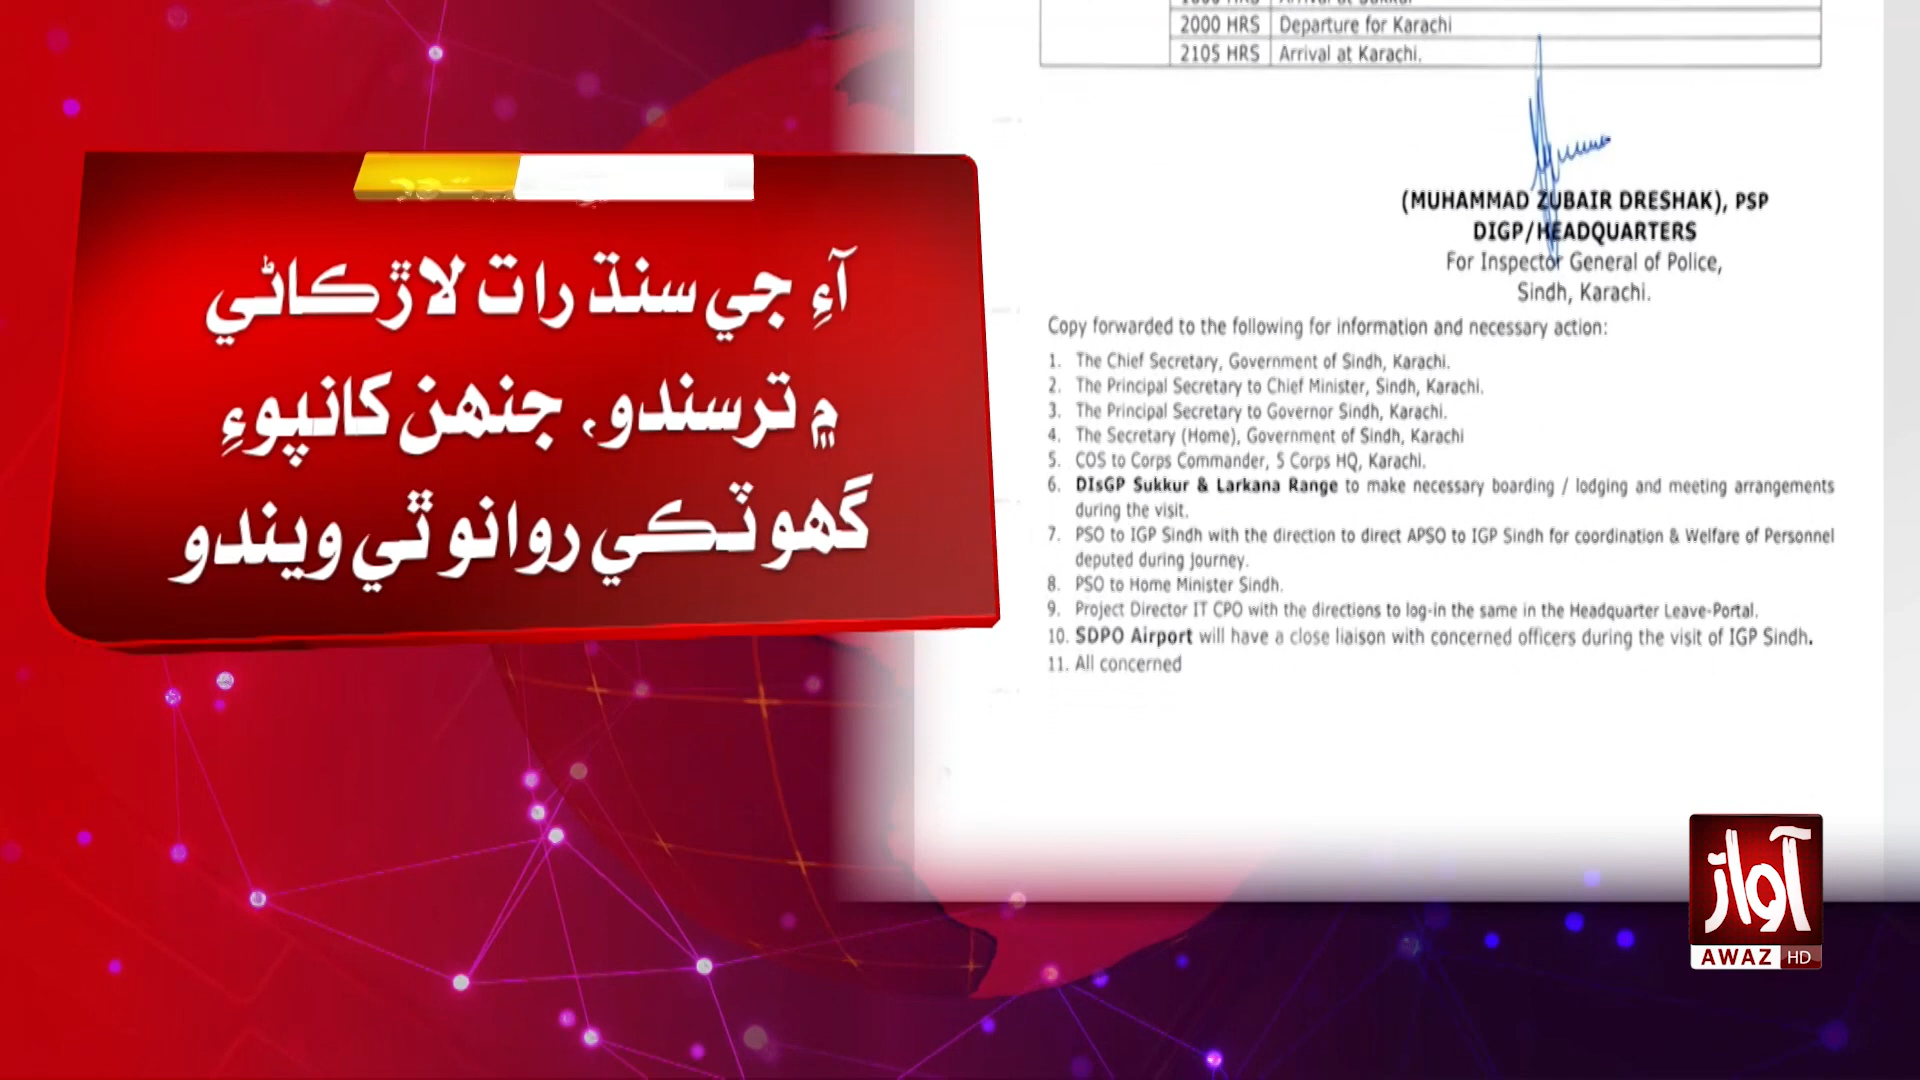 آءِ جي سنڌ رات لاڙڪاڻي
۾ ترسندو، جنهن کانپوءِ
گهوٽڪي روانو ٿي ويندو
2000 HRS Departure for Karachi
2105 HRS Arrival at Karachi.
(MUHAMMAD ZUBAIR DRESHAK), PSP
DIGP/HEADQUARTERS
For Inspector General of Police,
Sindh, Karachi.
Copy forwarded to the following for information and necessary action:
1. The Chief Secretary, Government of Sindh, Karachi.
2. The Principal Secretary to Chief Minister, Sindh, Karachi.
3. The Principal Secretary to Governor Sindh, Karachi.
4. The Secretary (Home), Government of Sindh, Karachi
5. COS to Corps Commander, 5 Corps HQ, Karachi.
6. DIsGP Sukkur & Larkana Range to make necessary boarding / lodging and meeting arrangements
during the visit.
7. PSO to IGP Sindh with the direction to direct APSO to IGP Sindh for coordination & Welfare of Personnel
deputed during journey.
8. PSO to Home Minister Sindh.
9. Project Director IT CPO with the directions to log-in the same in the Headquarter Leave-Portal.
10. SDPO Airport will have a close liaison with concerned officers during the visit of IGP Sindh.
11. All concerned
آواز
AWAZ HD